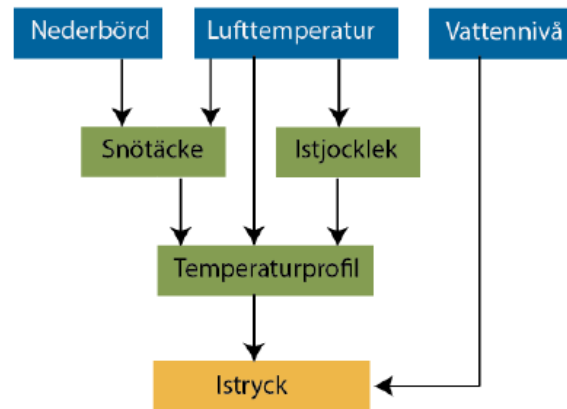 Nederbörd
Lufttemperatur
Vattennivå
Snötäcke
Istjocklek
Temperaturprofil
Istryck